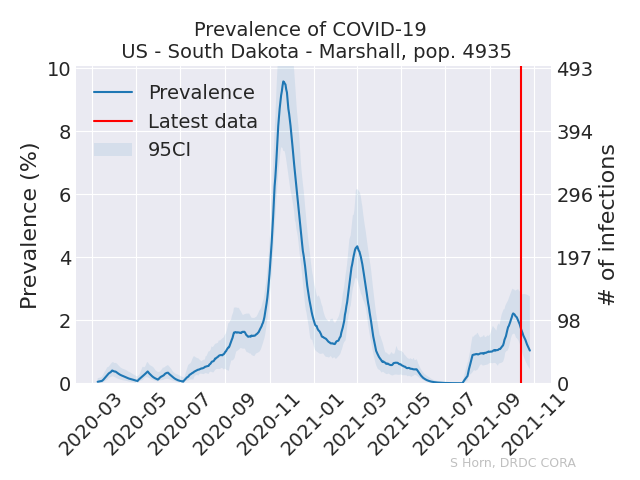 Prevalence of COVID-19
US - South Dakota - Marshall, pop. 4935
Prevalence
Latest data
95CI
Prevalence (%)
10
8
6
4
2
0
493
394
296
197
98
0
# of infections
2020-03
2020-05
2020-07
2020-09
2020-11
2021-01
2021-03
2021-05
2021-07
2021-09
2021-11
S Horn, DRDC CORA